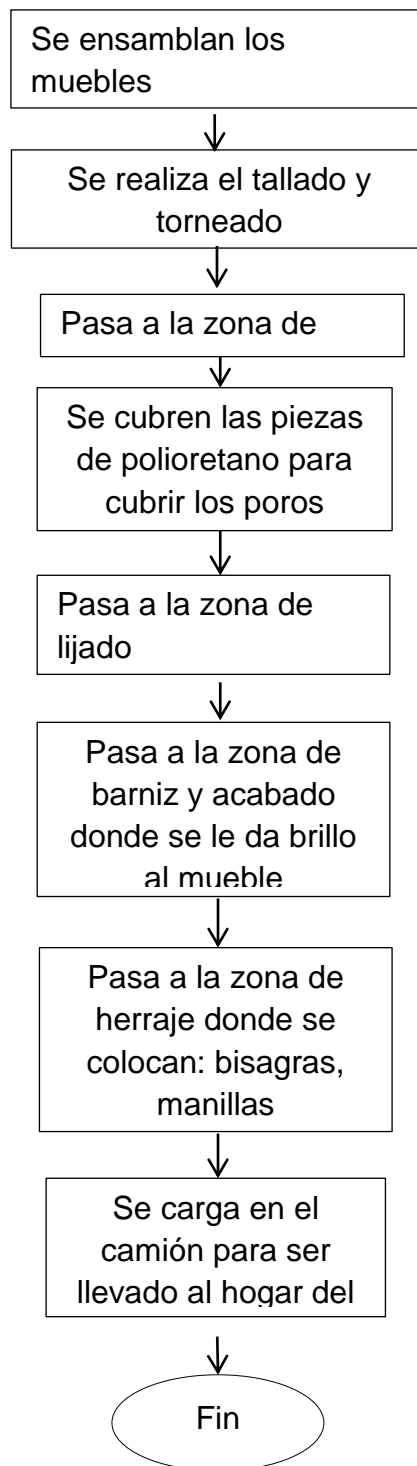 Se ensamblan los
muebles
Se realiza el tallado y
torneado
Pasa a la zona de
Se cubren las piezas
de polioretano para
cubrir los poros
Pasa a la zona de
lijado
Pasa a la zona de
barniz y acabado
donde se le da brillo
al mueble
Pasa a la zona de
herraje donde se
colocan: bisagras,
manillas
Se carga en el
camión para ser
llevado al hogar del
Fin